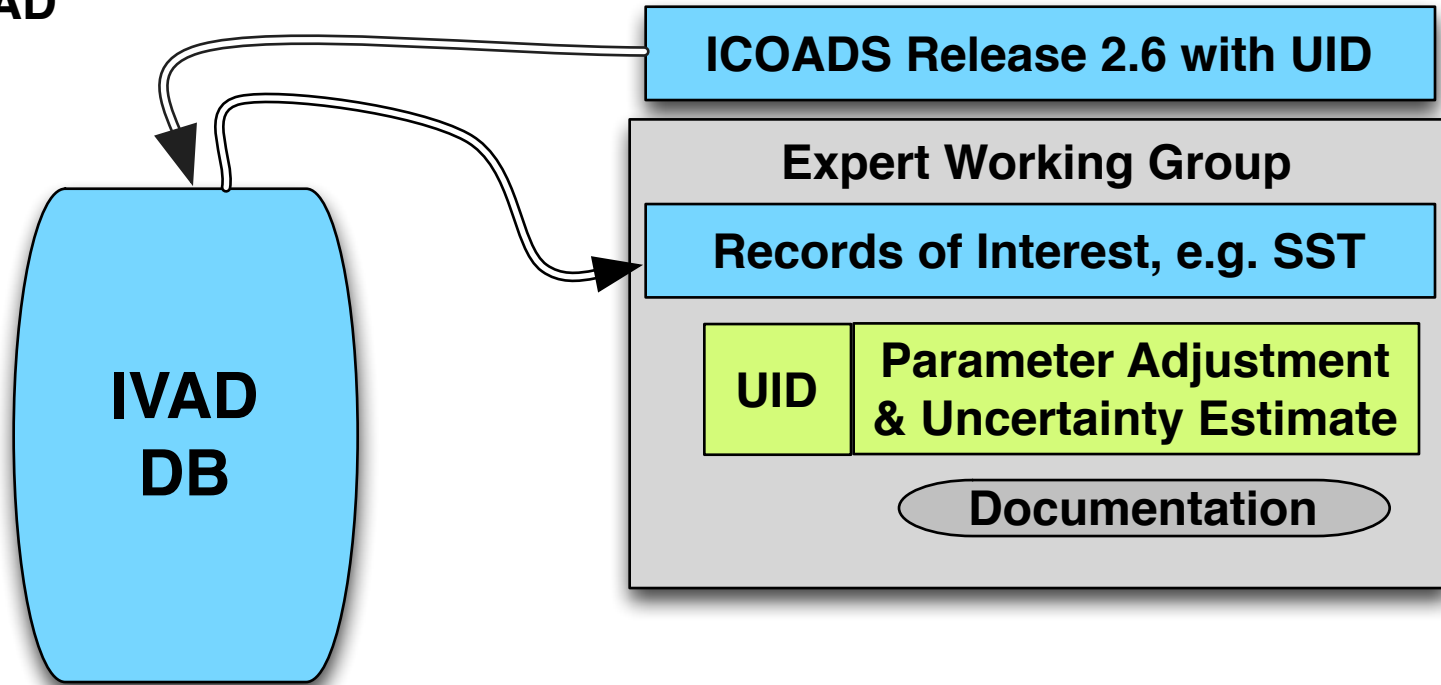 ICOADS Release 2.6 with UID
Expert Working Group
Records of Interest, e.g. SST
UID
Parameter Adjustment
& Uncertainty Estimate
Documentation
IVAD
DB